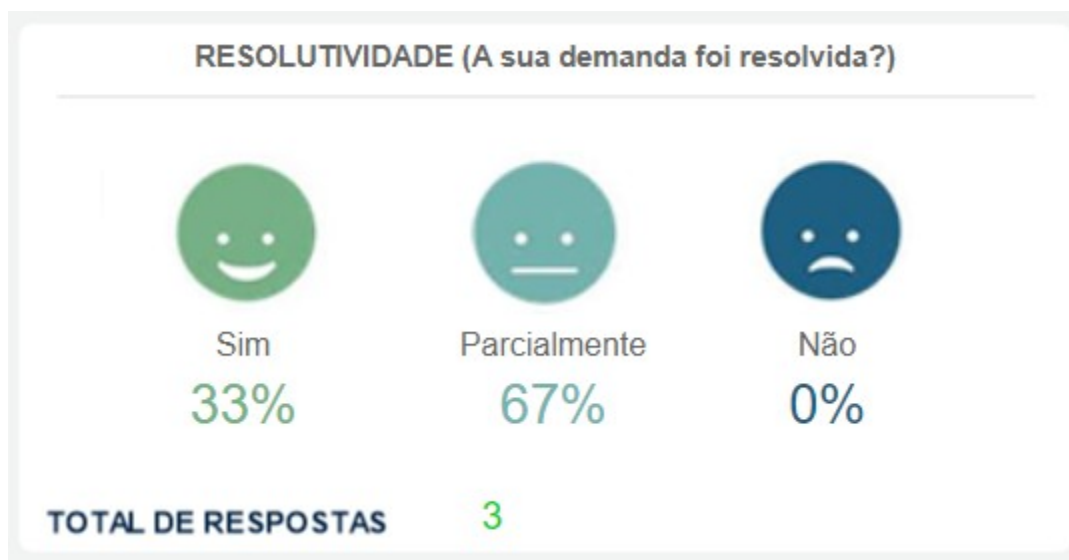 RESOLUTIVIDADE (A sua demanda foi resolvida?)
Sim Parcialmente Não
33% 67% 0%
TOTAL DE RESPOSTAS 3